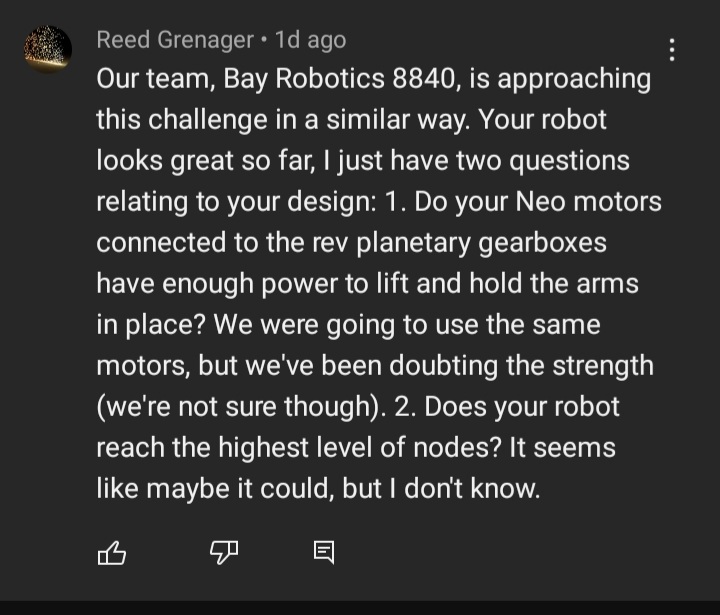 Reed Grenager • 1d ago
Our team, Bay Robotics 8840, is approaching
this challenge in a similar way. Your robot
looks great so far, I just have two questions
relating to your design: 1. Do your Neo motors
connected to the rev planetary gearboxes
have enough power to lift and hold the arms
in place? We were going to use the same
motors, but we've been doubting the strength
(we're not sure though). 2. Does your robot
reach the highest level of nodes? It seems
like maybe it could, but I don't know.